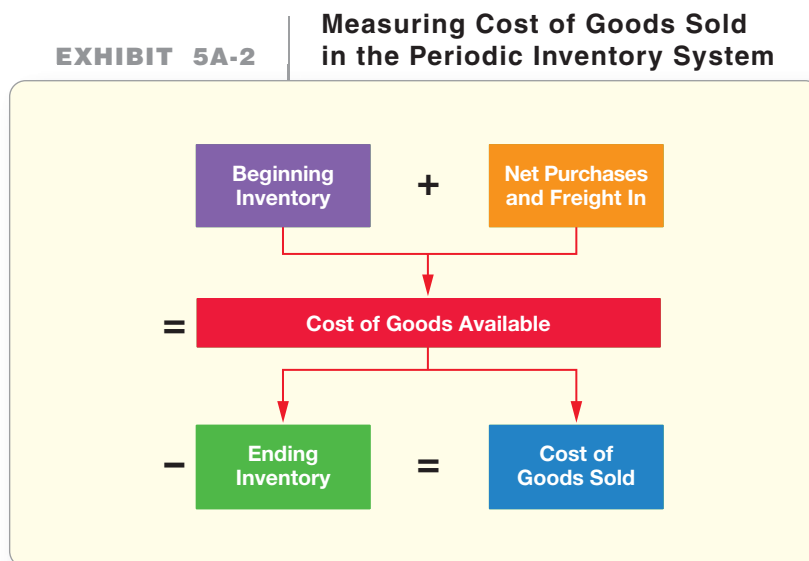 EXHIBIT 5A-2
Measuring Cost of Goods Sold
in the Periodic Inventory System
Beginning
Inventory
+
Net Purchases
and Freight In
=
Cost of Goods Available
–
Ending
Inventory
=
Cost of
Goods Sold